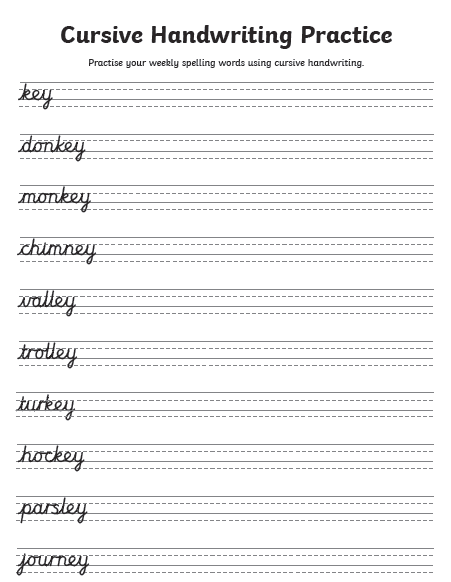 Cursive Handwriting Practice
Practise your weekly spelling words using cursive handwriting.
key
donkey
monkey
chimney
valley
trolley
turkey
hockey
parsley
journey